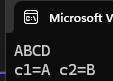 Microsoft V
ABCD
c1=A c2=B